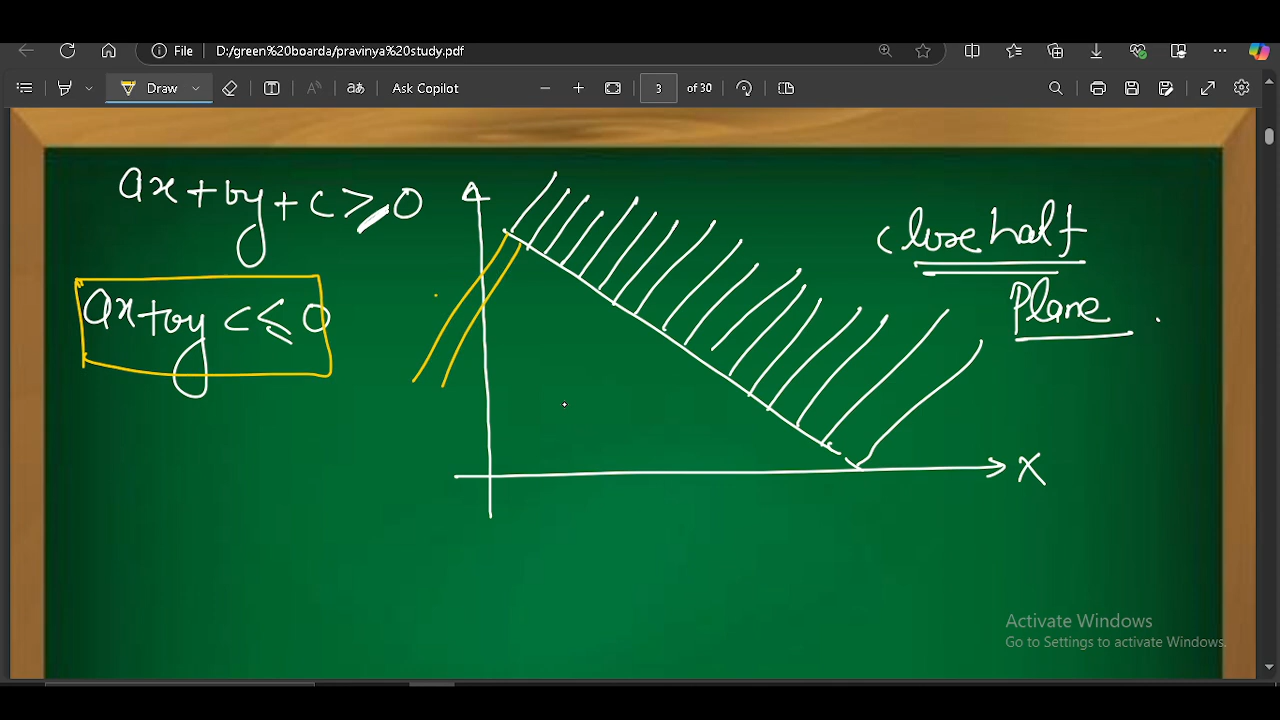 File D:/green%20boarda/pravinya%20study.pdf
Draw Ask Copilot 3 of 30
ax+by+c≥0
ax+by c≤0
close half
Plane.
X
Activate Windows
Go to Settings to activate Windows.